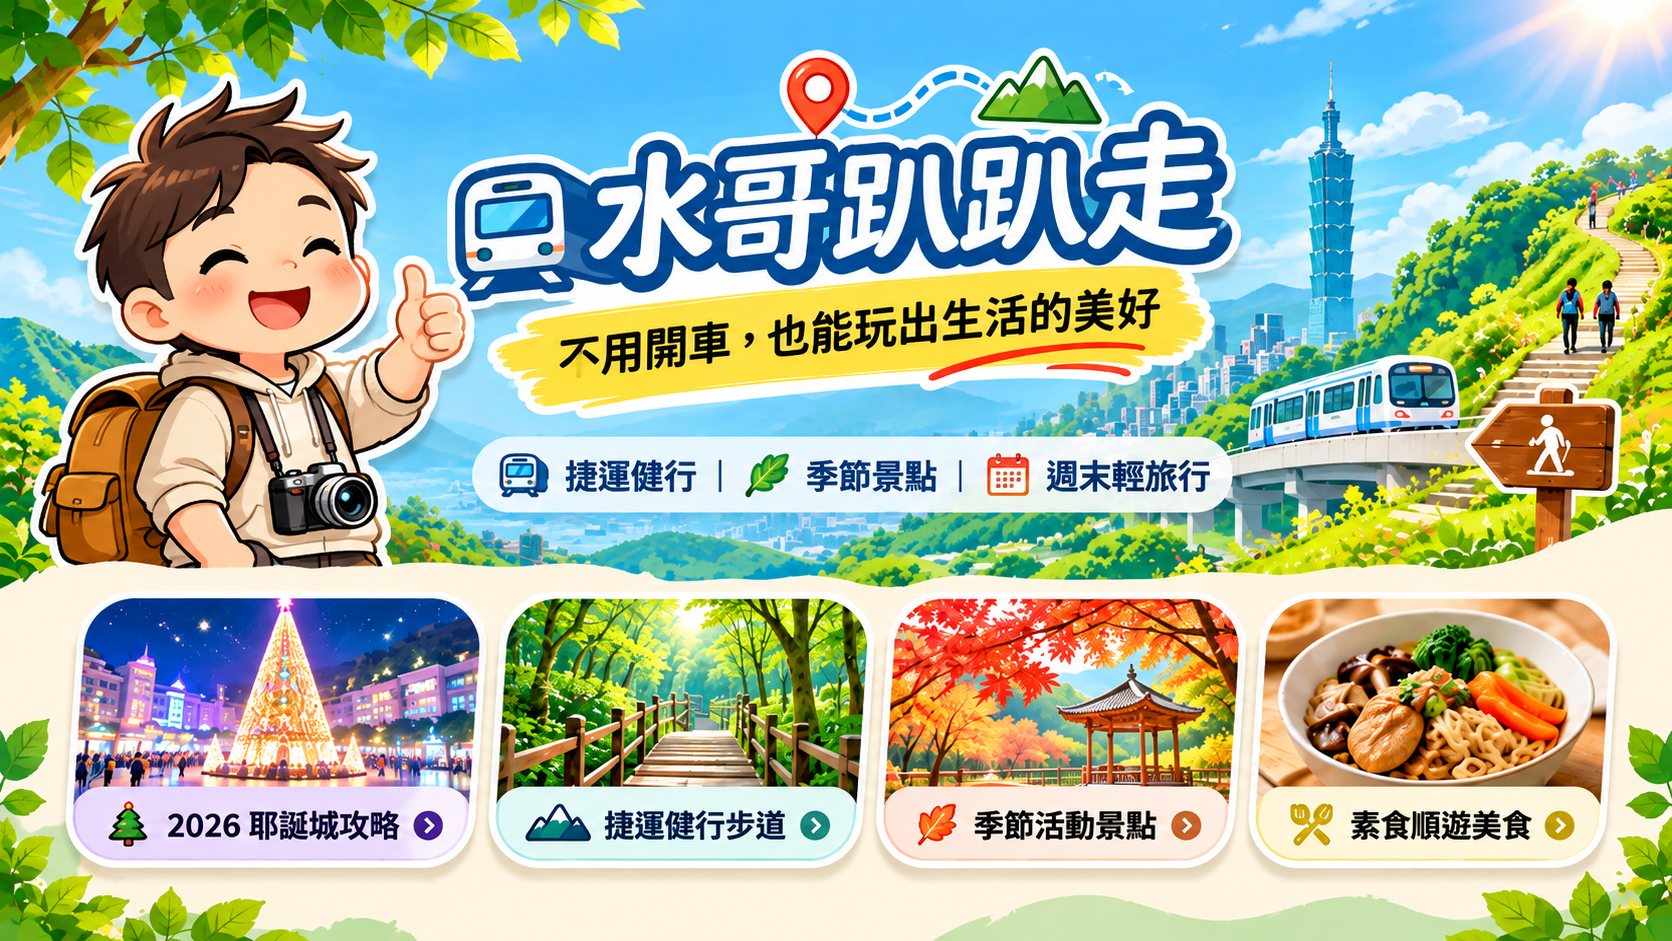 水哥趴趴走
不用開車，也能玩出生活的美好
捷運健行｜季節景點｜週末輕旅行
2026 耶誕城攻略
捷運健行步道
季節活動景點
素食順遊美食